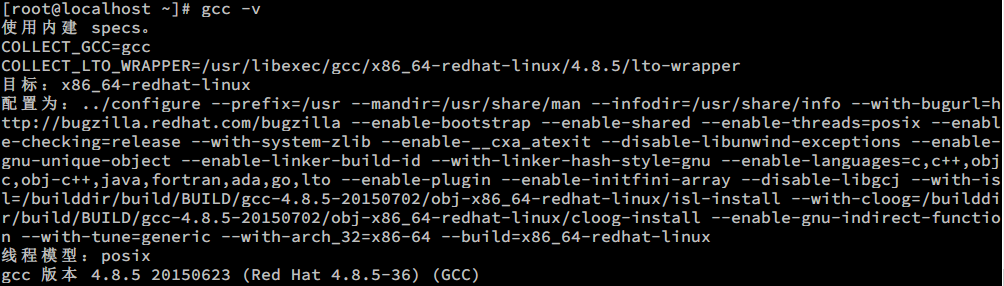 [root@localhost ~]# gcc -v
使用内建 specs。
COLLECT_GCC=gcc
COLLECT_LTO_WRAPPER=/usr/libexec/gcc/x86_64-redhat-linux/4.8.5/lto-wrapper
目标：x86_64-redhat-linux
配置为：../configure --prefix=/usr --mandir=/usr/share/man --infodir=/usr/share/info --with-bugurl=h
ttp://bugzilla.redhat.com/bugzilla --enable-bootstrap --enable-shared --enable-threads=posix --enabl
e-checking=release --with-system-zlib --enable-__cxa_atexit --disable-libunwind-exceptions --enable-
gnu-unique-object --enable-linker-build-id --with-linker-hash-style=gnu --enable-languages=c,c++,obj
c,obj-c++,java,fortran,ada,go,lto --enable-plugin --enable-initfini-array --disable-libgcj --with-is
l=/builddir/build/BUILD/gcc-4.8.5-20150702/obj-x86_64-redhat-linux/isl-install --with-cloog=/builddi
r/build/BUILD/gcc-4.8.5-20150702/obj-x86_64-redhat-linux/cloog-install --enable-gnu-indirect-functio
n --with-tune=generic --with-arch_32=x86-64 --build=x86_64-redhat-linux
线程模型：posix
gcc 版本 4.8.5 20150623 (Red Hat 4.8.5-36) (GCC)